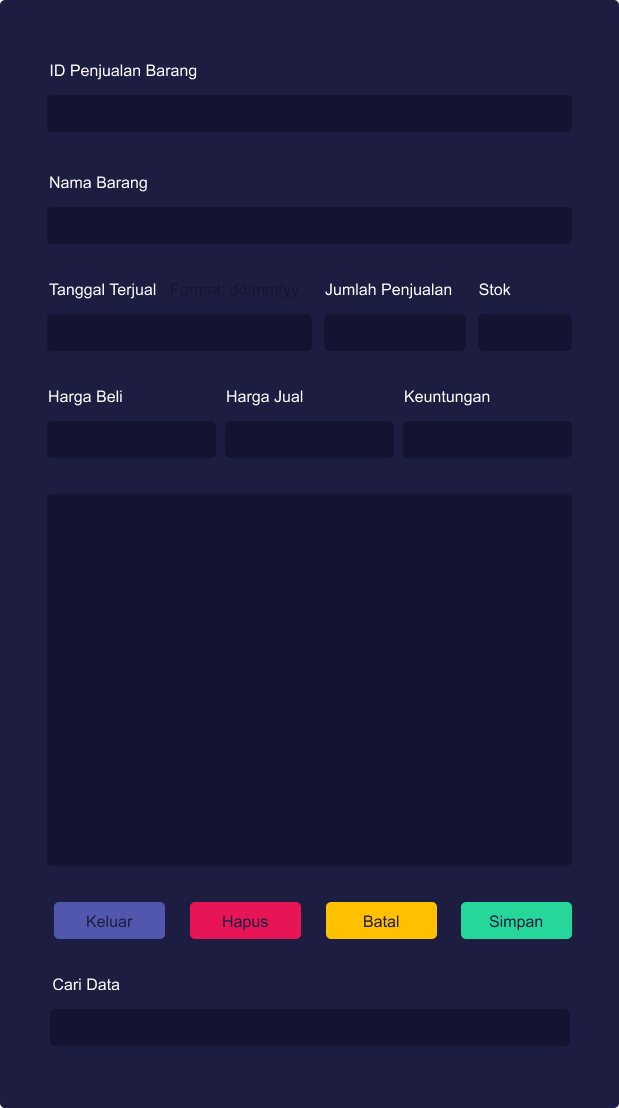 ID Penjualan Barang
Nama Barang
Tanggal Terjual Format: dd/mm/yy Jumlah Penjualan Stok
Harga Beli Harga Jual Keuntungan
Keluar Hapus Batal Simpan
Cari Data